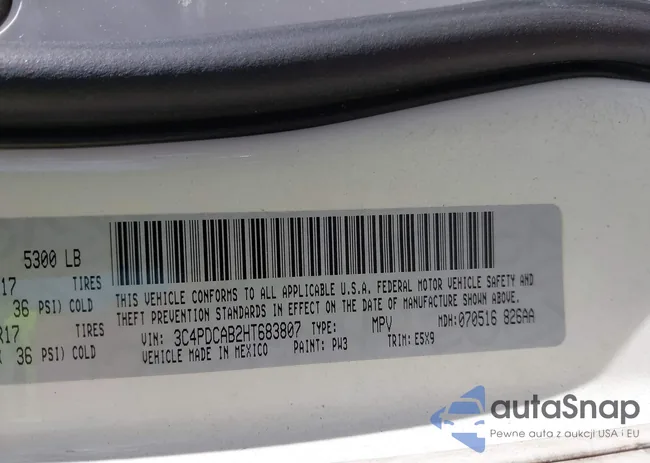 5300 LB
17 TIRES
36 PSI) COLD
R17 TIRES
36 PSI) COLD
THIS VEHICLE CONFORMS TO ALL APPLICABLE U.S.A. FEDERAL MOTOR VEHICLE SAFETY AND
THEFT PREVENTION STANDARDS IN EFFECT ON THE DATE OF MANUFACTURE SHOWN ABOVE.
VIN: 3C4PDCAB2HT683807 TYPE: MPV MDH:070516 826AA
VEHICLE MADE IN MEXICO PAINT: PW3 TRIM: E5X9
autaSnap
Pewne auta z aukcji USA i EU